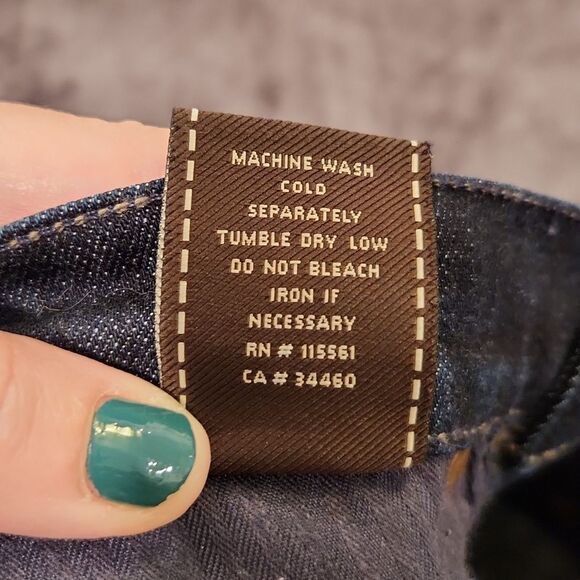 MACHINE WASH
COLD
SEPARATELY
TUMBLE DRY LOW
DO NOT BLEACH
IRON IF
NECESSARY
RN # 115561
CA # 34460